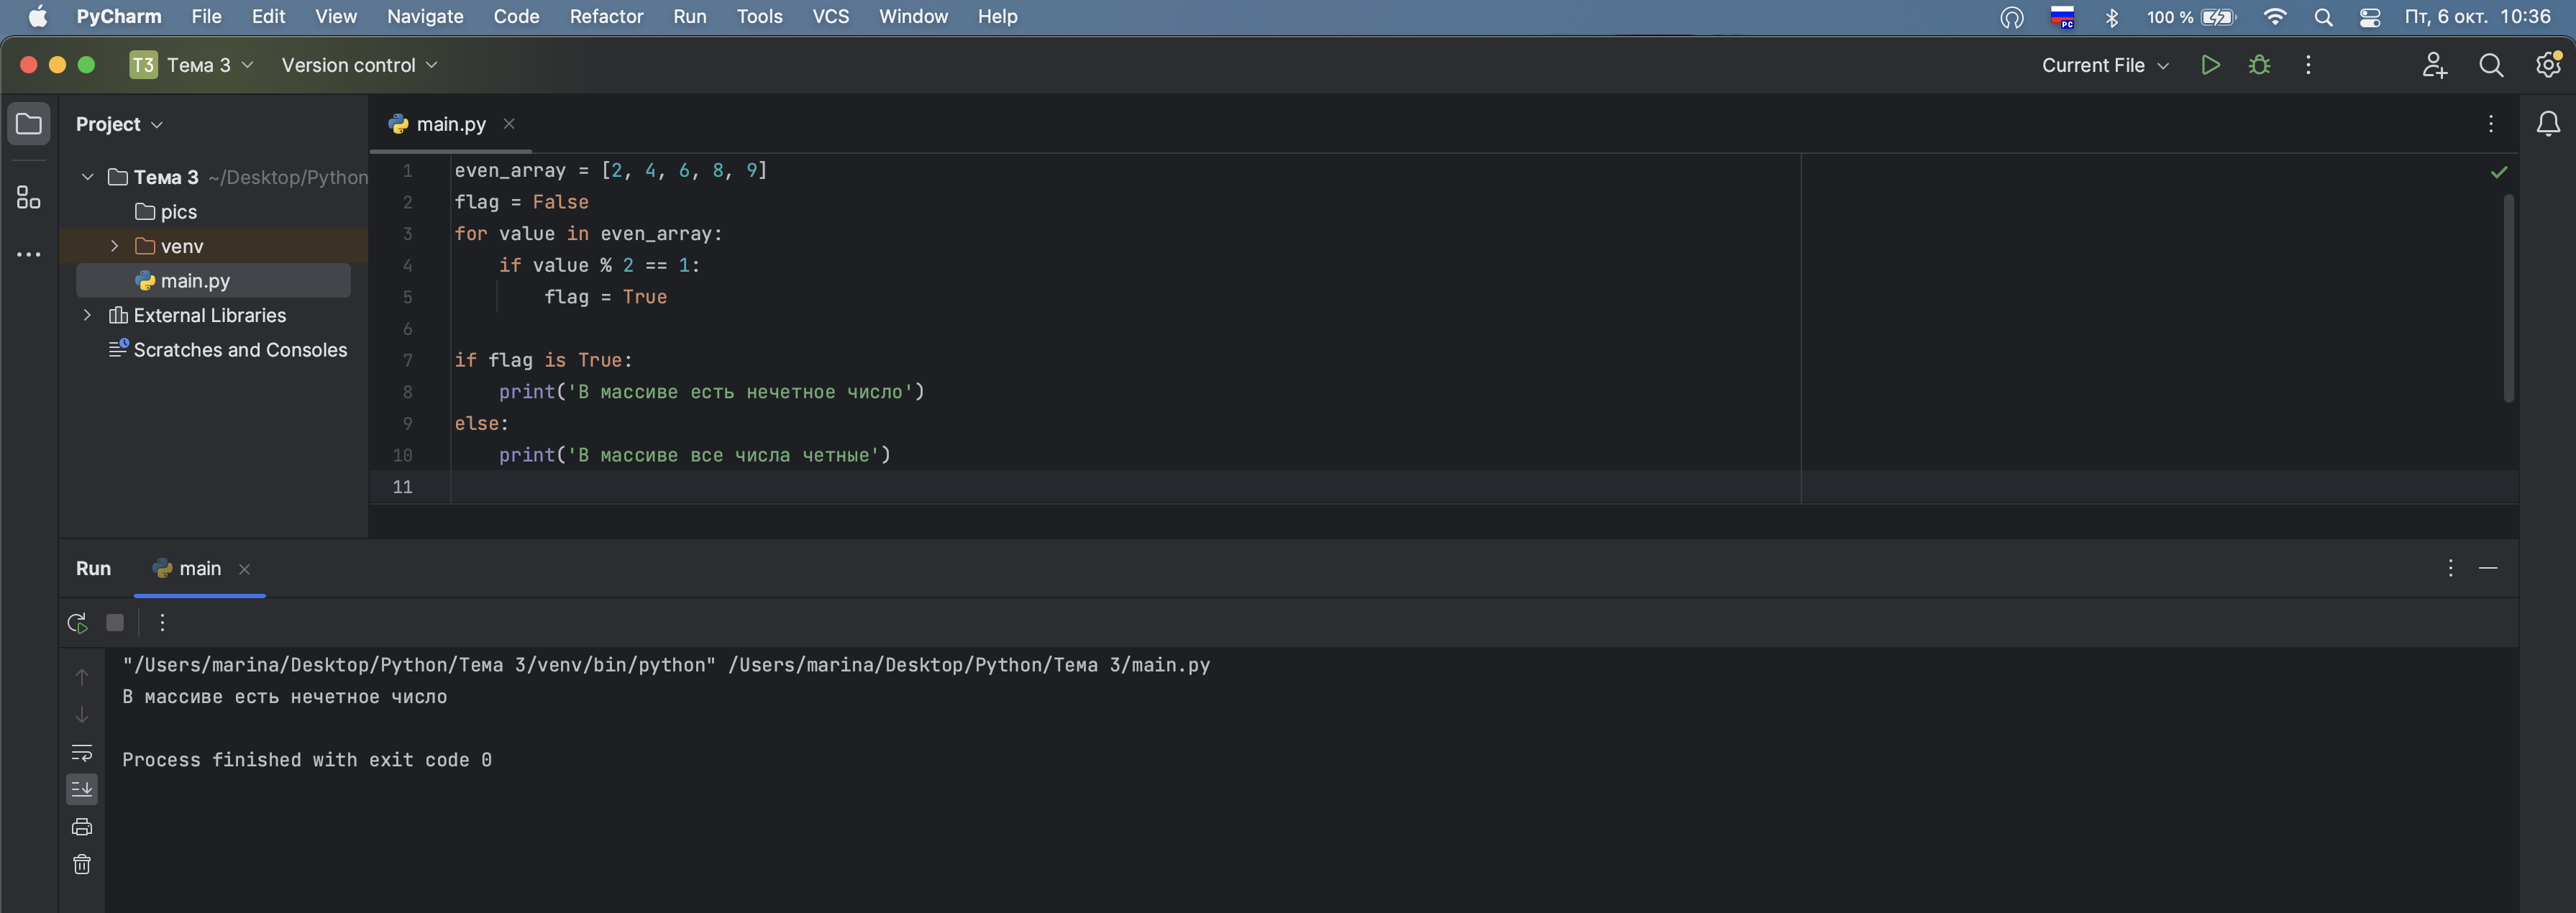 PyCharm File Edit View Navigate Code Refactor Run Tools VCS Window Help РС 100 % Пт, 6 окт. 10:36
T3 Тема 3 Version control Current File
Project
main.py
Тема 3 ~/Desktop/Python
pics
venv
main.py
External Libraries
Scratches and Consoles
1 even_array = [2, 4, 6, 8, 9]
2 flag = False
3 for value in even_array:
4     if value % 2 == 1:
5         flag = True
6
7 if flag is True:
8     print('В массиве есть нечетное число')
9 else:
10     print('В массиве все числа четные')
11
Run main
"/Users/marina/Desktop/Python/Тема 3/venv/bin/python" /Users/marina/Desktop/Python/Тема 3/main.py
В массиве есть нечетное число
Process finished with exit code 0